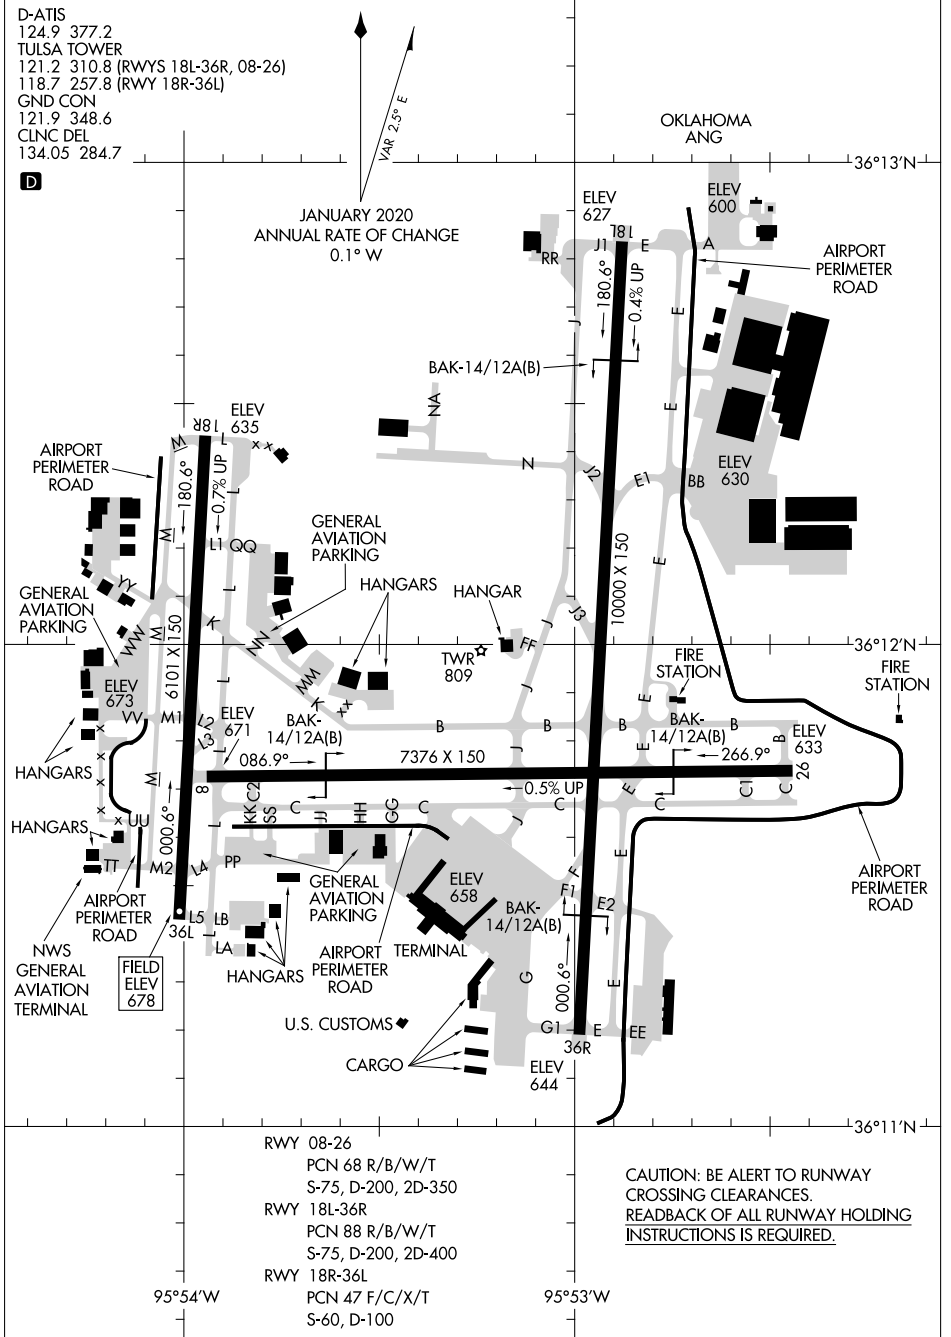 D-ATIS
124.9 377.2
TULSA TOWER
121.2 310.8 (RWYS 18L-36R, 08-26)
118.7 257.8 (RWY 18R-36L)
GND CON
121.9 348.6
CLNC DEL
134.05 284.7
D
VAR 2.5° E
JANUARY 2020
ANNUAL RATE OF CHANGE
0.1° W
OKLAHOMA
ANG
36°13'N
ELEV
627
ELEV
600
18L
J1
E
A
RR
AIRPORT
PERIMETER
ROAD
180.6°
0.4% UP
J
E
BAK-14/12A(B)
NA
E
ELEV
635
18R
M
L
X X
AIRPORT
PERIMETER
ROAD
180.6°
0.7% UP
L
N
J2
E1
BB
ELEV
630
M
L1
QQ
GENERAL
AVIATION
PARKING
10000 X 150
E
YY
HANGARS
HANGAR
GENERAL
AVIATION
PARKING
L
K
J3
J
FF
WW
M
6101 X 150
NN
TWR
809
36°12'N
FIRE
STATION
FIRE
STATION
ELEV
673
L
MM
K
X X
J
E
VV
M1
L2
ELEV
671
BAK-
14/12A(B)
B
B
B
B
BAK-
14/12A(B)
ELEV
633
X
L3
J
E
B
HANGARS
X
M
086.9°
7376 X 150
266.9°
26
X
8
C2
0.5% UP
E
C1
C
X
000.6°
KK
SS
C
JJ
HH
GG
C
C
C
HANGARS
X
UU
L
J
E
TT
M2
L4
PP
AIRPORT
PERIMETER
ROAD
GENERAL
AVIATION
PARKING
ELEV
658
F
F1
E2
AIRPORT
PERIMETER
ROAD
BAK-
14/12A(B)
36L
L5
LB
LA
NWS
GENERAL
AVIATION
TERMINAL
FIELD
ELEV
678
HANGARS
AIRPORT
PERIMETER
ROAD
TERMINAL
G
000.6°
E
U.S. CUSTOMS
G1
E
EE
36R
CARGO
ELEV
644
36°11'N
RWY 08-26
PCN 68 R/B/W/T
S-75, D-200, 2D-350
RWY 18L-36R
PCN 88 R/B/W/T
S-75, D-200, 2D-400
RWY 18R-36L
PCN 47 F/C/X/T
S-60, D-100
CAUTION: BE ALERT TO RUNWAY
CROSSING CLEARANCES.
READBACK OF ALL RUNWAY HOLDING
INSTRUCTIONS IS REQUIRED.
95°54'W
95°53'W